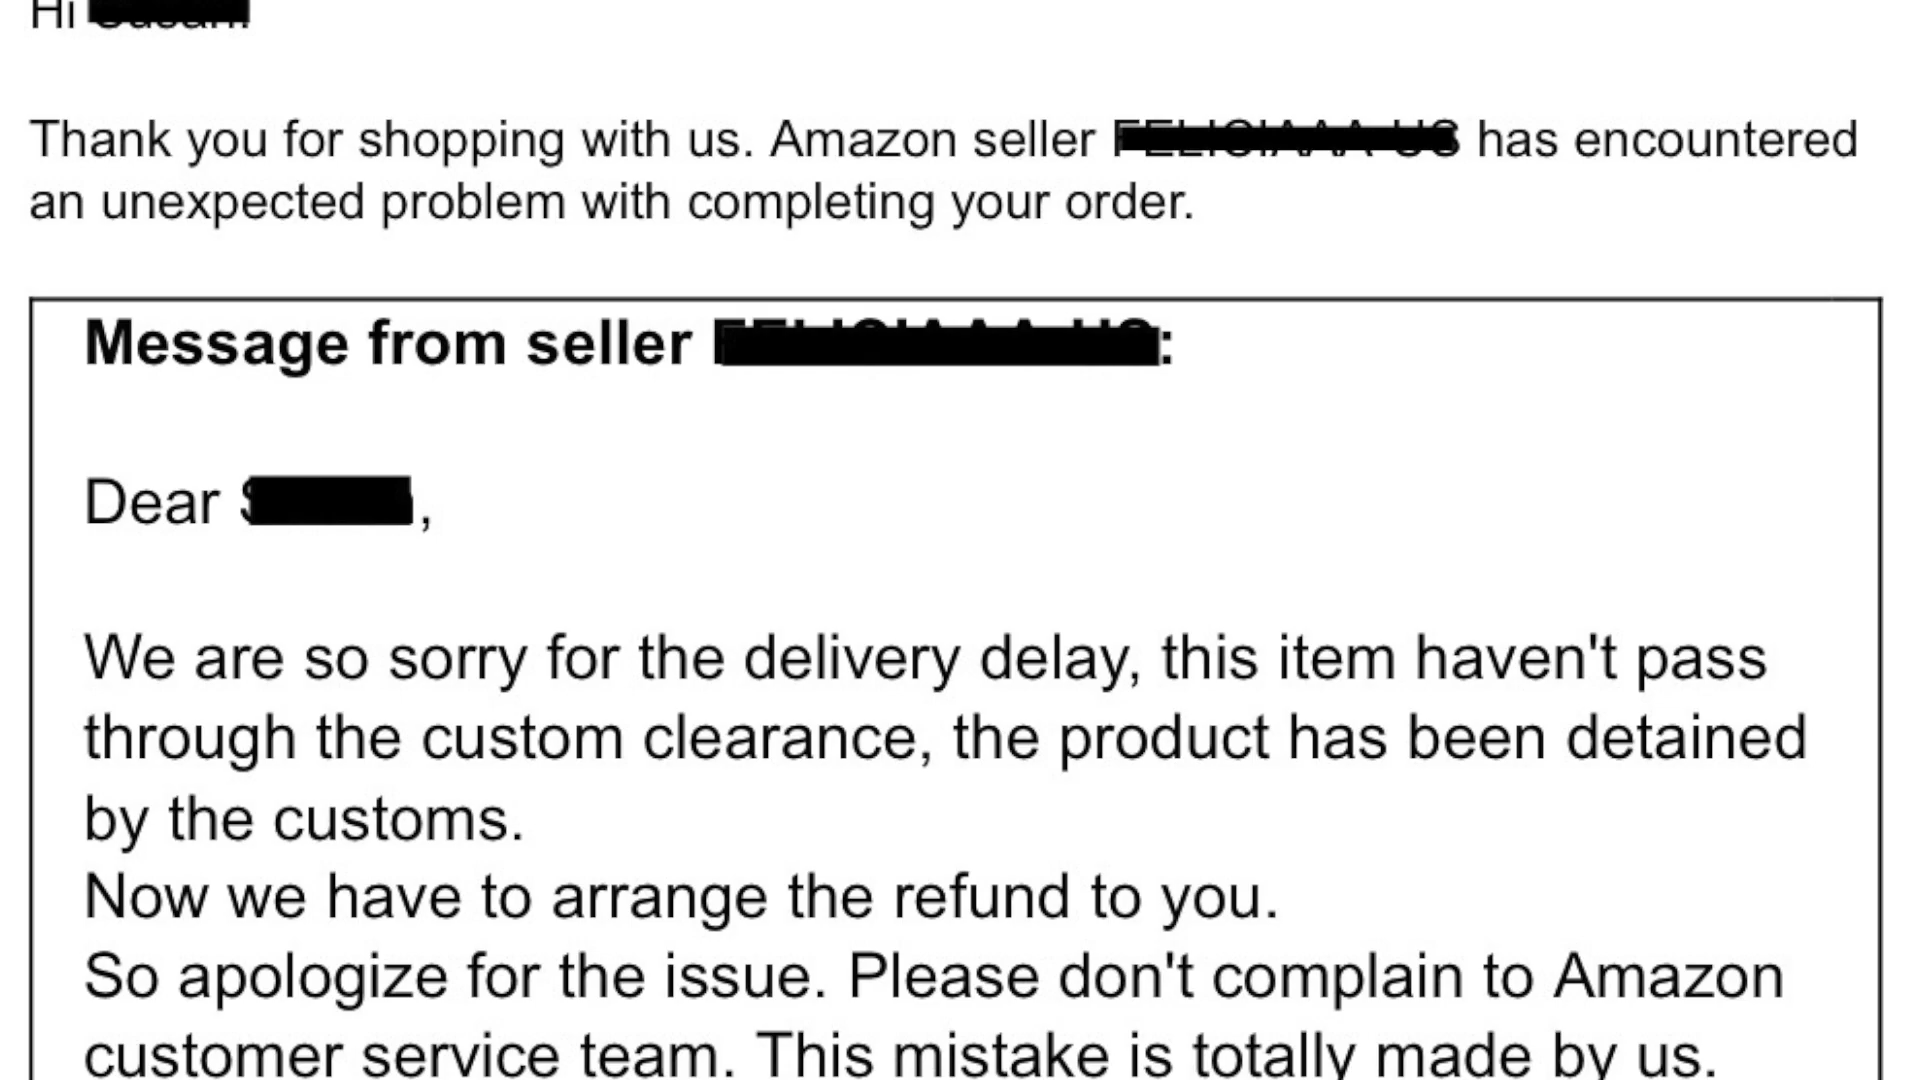 Hi
Thank you for shopping with us. Amazon seller has encountered
an unexpected problem with completing your order.
Message from seller :
Dear ,
We are so sorry for the delivery delay, this item haven't pass
through the custom clearance, the product has been detained
by the customs.
Now we have to arrange the refund to you.
So apologize for the issue. Please don't complain to Amazon
customer service team. This mistake is totally made by us.